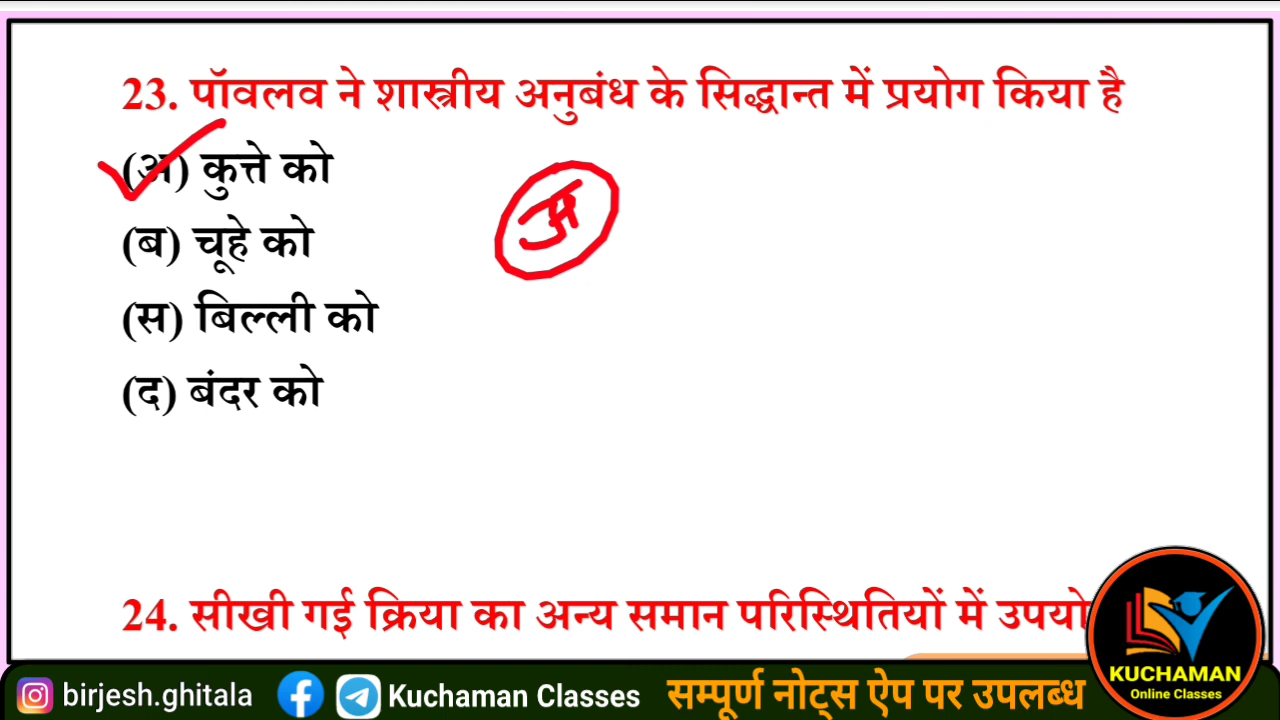 23. पॉवलव ने शास्त्रीय अनुबंध के सिद्धान्त में प्रयोग किया है
(अ) कुत्ते को
अ
(ब) चूहे को
(स) बिल्ली को
(द) बंदर को
24. सीखी गई क्रिया का अन्य समान परिस्थितियों में उपयो
KUCHAMAN
Online Classes
birjesh.ghitala
Kuchaman Classes
सम्पूर्ण नोट्स ऐप पर उपलब्ध